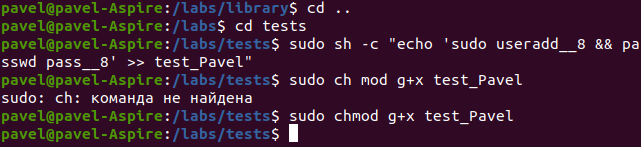 pavel@pavel-Aspire:/labs/library$ cd ..
pavel@pavel-Aspire:/labs$ cd tests
pavel@pavel-Aspire:/labs/tests$ sudo sh -c "echo 'sudo useradd__8 && pa
sswd pass__8' >> test_Pavel"
pavel@pavel-Aspire:/labs/tests$ sudo ch mod g+x test_Pavel
sudo: ch: команда не найдена
pavel@pavel-Aspire:/labs/tests$ sudo chmod g+x test_Pavel
pavel@pavel-Aspire:/labs/tests$